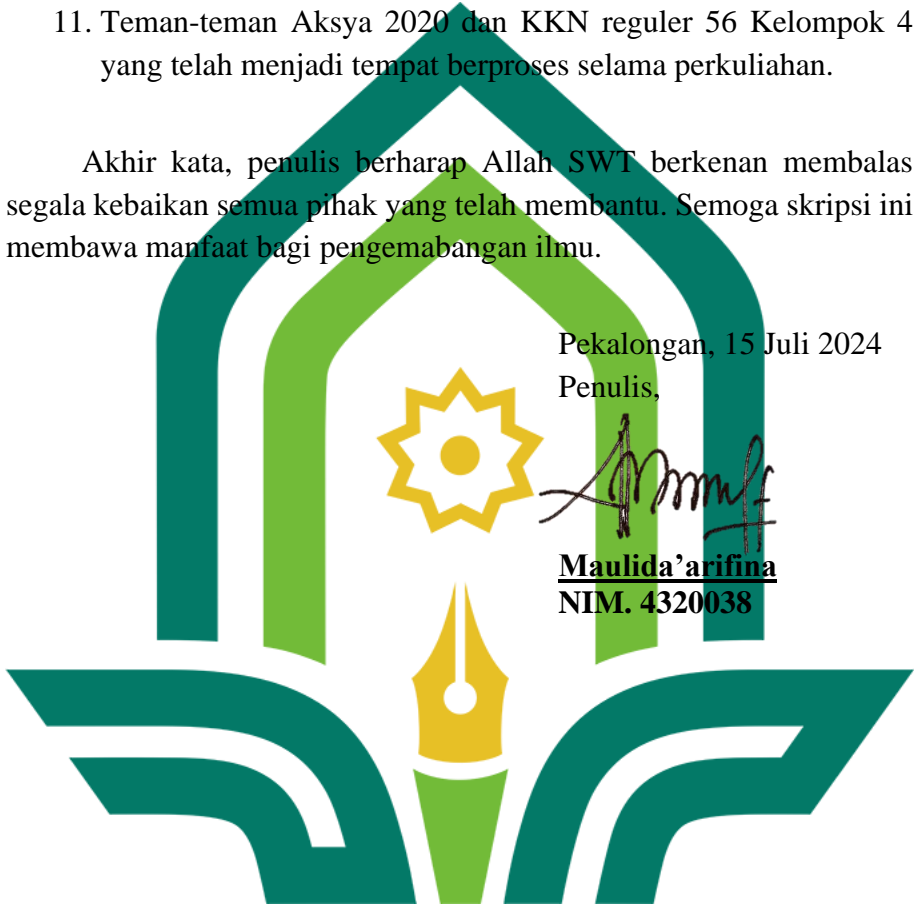 11. Teman-teman Aksya 2020 dan KKN reguler 56 Kelompok 4
yang telah menjadi tempat berproses selama perkuliahan.
Akhir kata, penulis berharap Allah SWT berkenan membalas
segala kebaikan semua pihak yang telah membantu. Semoga skripsi ini
membawa manfaat bagi pengemabangan ilmu.
Pekalongan, 15 Juli 2024
Penulis,
Maulida’arifina
NIM. 4320038